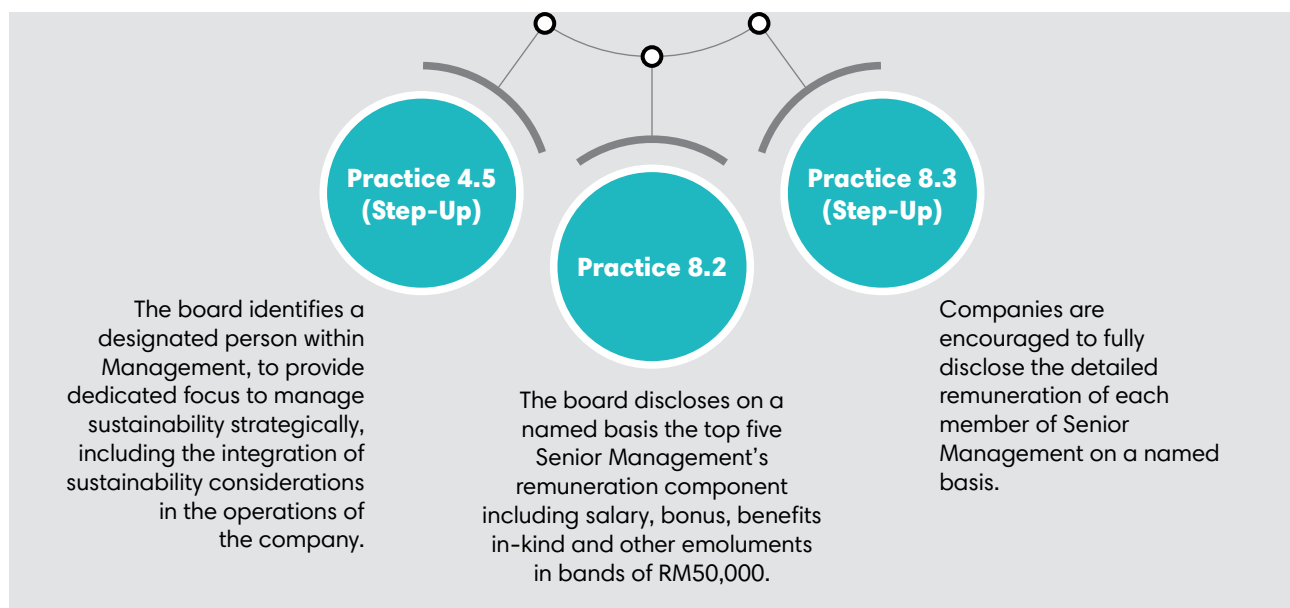 Practice 4.5
(Step-Up)
The board identifies a
designated person within
Management, to provide
dedicated focus to manage
sustainability strategically,
including the integration of
sustainability considerations
in the operations of
the company.
Practice 8.2
The board discloses on a
named basis the top five
Senior Management’s
remuneration component
including salary, bonus, benefits
in-kind and other emoluments
in bands of RM50,000.
Practice 8.3
(Step-Up)
Companies are
encouraged to fully
disclose the detailed
remuneration of each
member of Senior
Management on a named
basis.